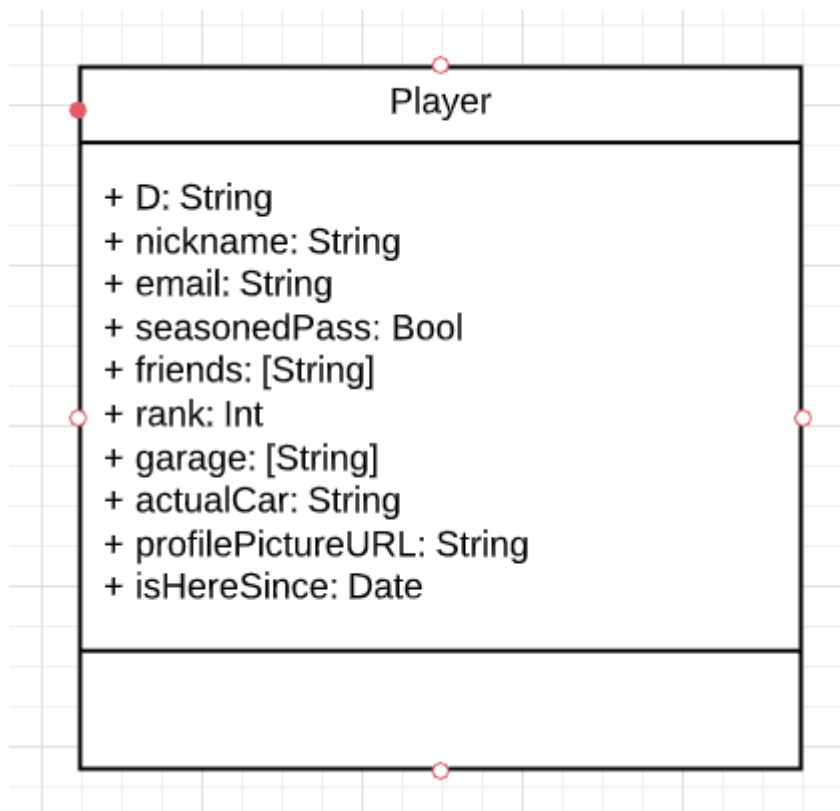 Player
+ D: String
+ nickname: String
+ email: String
+ seasonedPass: Bool
+ friends: [String]
+ rank: Int
+ garage: [String]
+ actualCar: String
+ profilePictureURL: String
+ isHereSince: Date